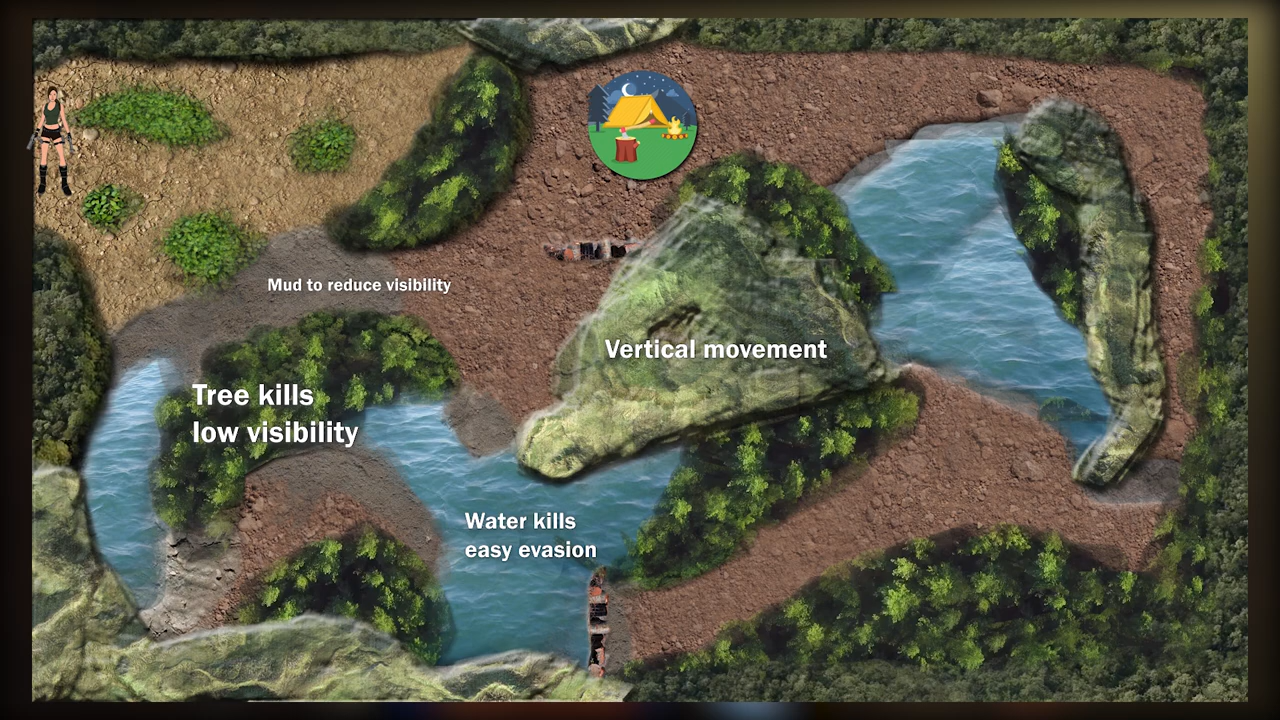 Mud to reduce visibility
Vertical movement
Tree kills
low visibility
Water kills
easy evasion